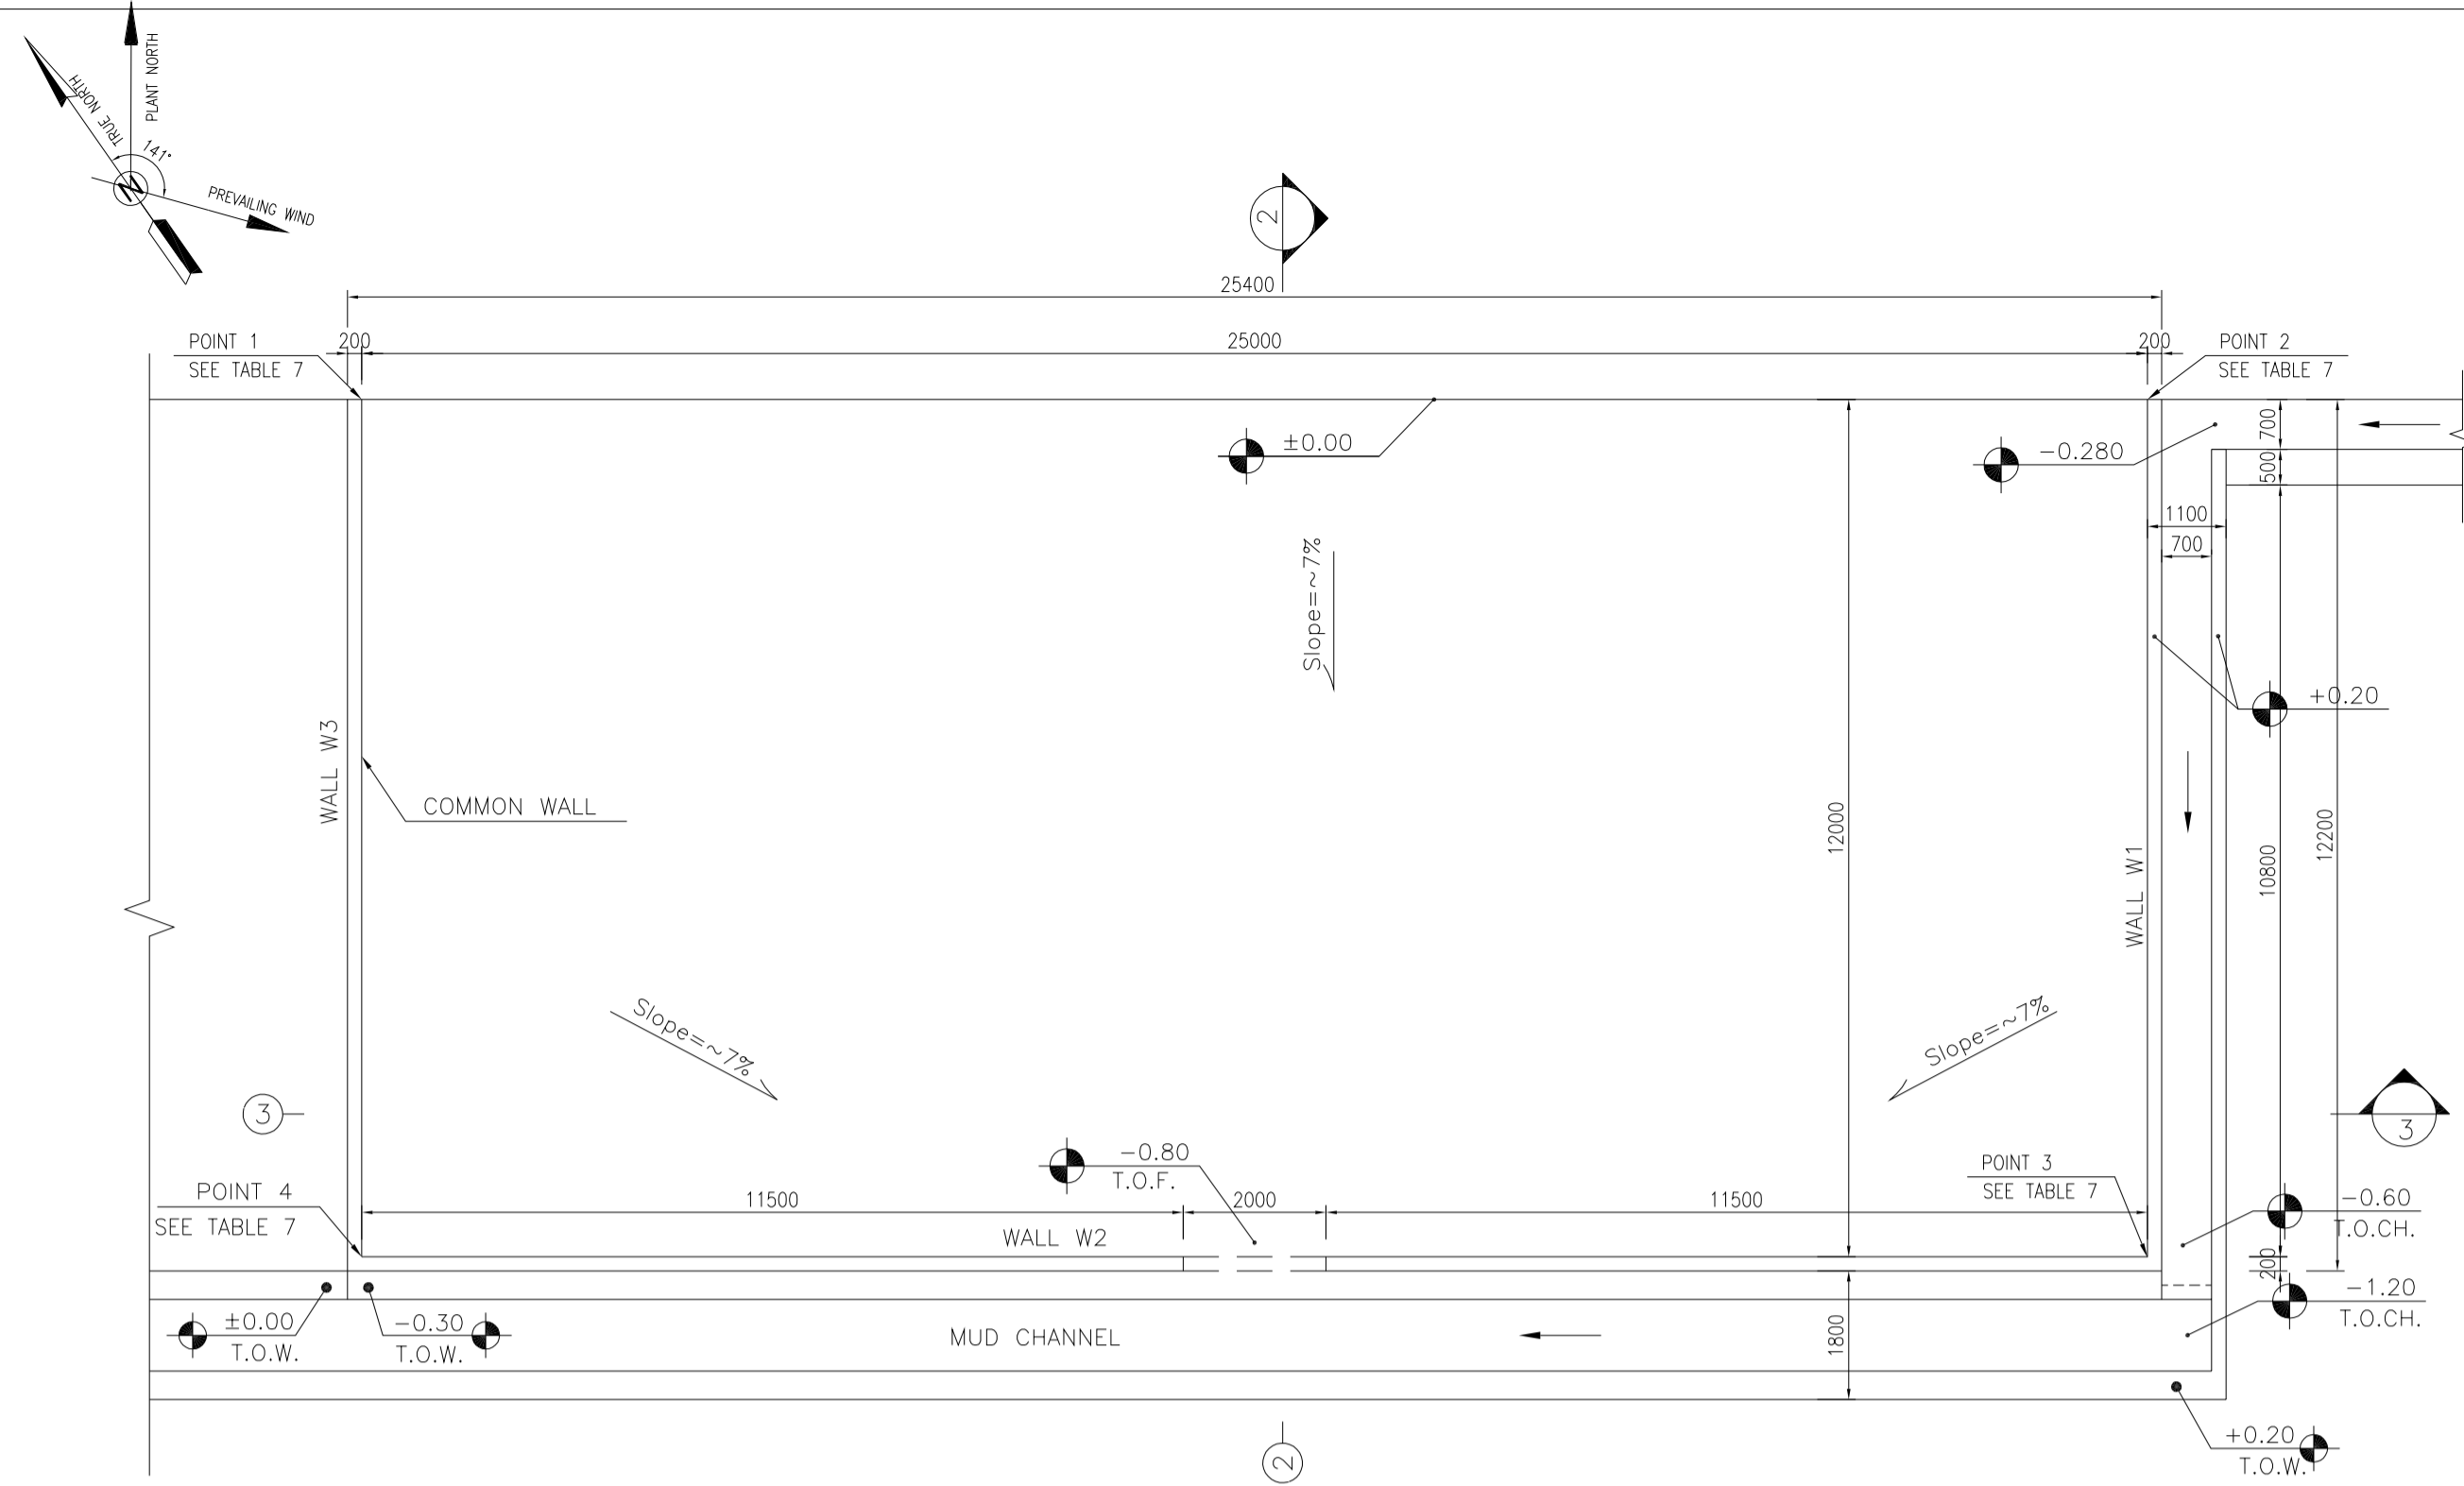 PLANT NORTH
TRUE NORTH
141°
N
PREVAILING WIND
2
25400
POINT 1
SEE TABLE 7
200
25000
200
POINT 2
SEE TABLE 7
±0.00
-0.280
700
500
1100
700
Slope=~7%
+0.20
WALL W3
COMMON WALL
12000
WALL W1
10800
12200
Slope=~7%
Slope=~7%
3
3
-0.80
T.O.F.
POINT 3
SEE TABLE 7
POINT 4
SEE TABLE 7
11500
2000
11500
WALL W2
-0.60
T.O.CH.
200
-1.20
T.O.CH.
±0.00
T.O.W.
-0.30
T.O.W.
MUD CHANNEL
1800
+0.20
T.O.W.
2